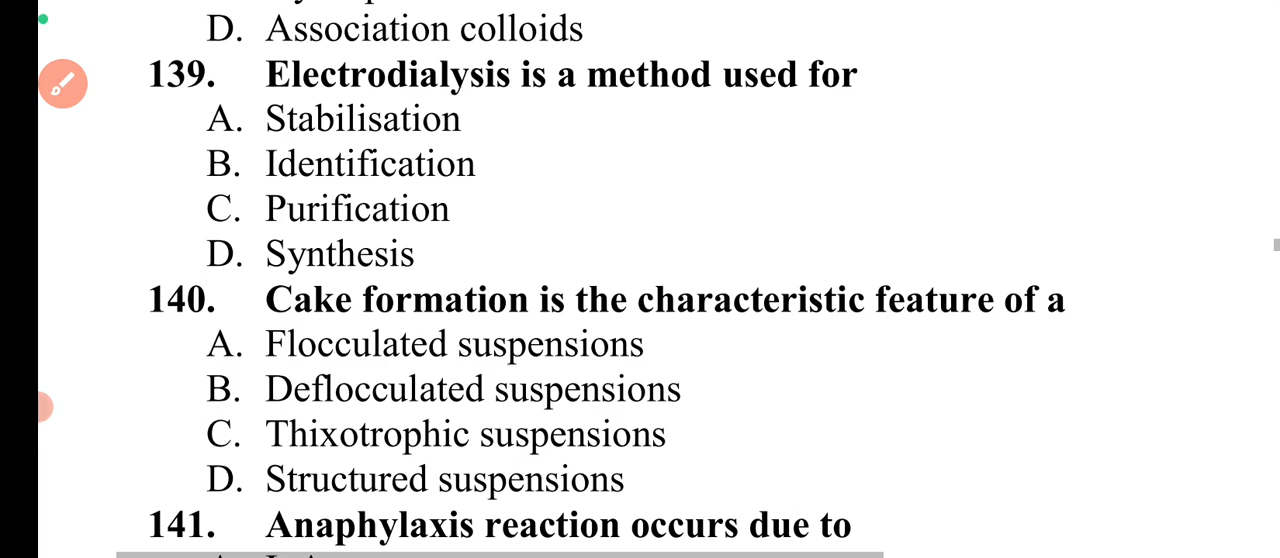 D. Association colloids
139. Electrodialysis is a method used for
A. Stabilisation
B. Identification
C. Purification
D. Synthesis
140. Cake formation is the characteristic feature of a
A. Flocculated suspensions
B. Deflocculated suspensions
C. Thixotrophic suspensions
D. Structured suspensions
141. Anaphylaxis reaction occurs due to